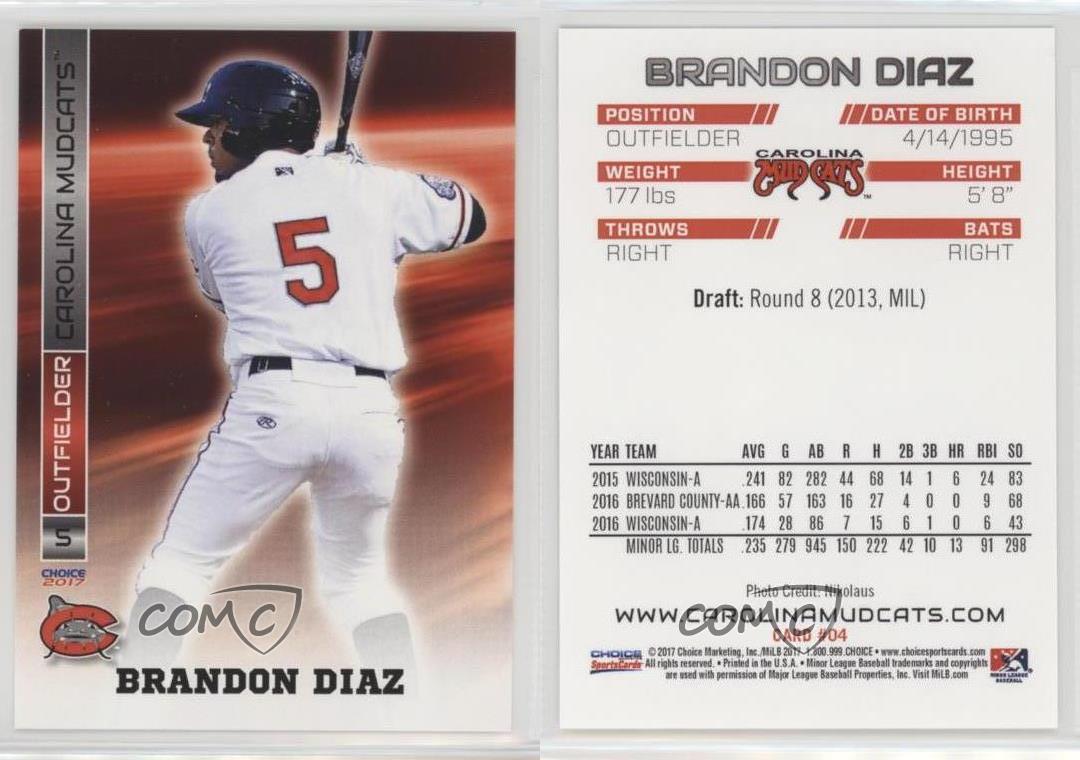 CAROLINA MUDCATS™
OUTFIELDER
5
5
CHOICE
2017
COMC
BRANDON DIAZ
BRANDON DIAZ
POSITION
OUTFIELDER
DATE OF BIRTH
4/14/1995
WEIGHT
177 lbs
CAROLINA
MUDCATS™
HEIGHT
5' 8"
THROWS
RIGHT
BATS
RIGHT
Draft: Round 8 (2013, MIL)
YEAR TEAM AVG G AB R H 2B 3B HR RBI SO
2015 WISCONSIN-A .241 82 282 44 68 14 1 6 24 83
2016 BREVARD COUNTY-AA .166 57 163 16 27 4 0 0 9 68
2016 WISCONSIN-A .174 28 86 7 15 6 1 0 6 43
MINOR LG. TOTALS .235 279 945 150 222 42 10 13 91 298
Photo Credit: Nikolaus
WWW.CAROLINAMUDCATS.COM
COMC
CARD #04
CHOICE
SportsCards
© 2017 Choice Marketing, Inc./MiLB 2017 • 1.800.999.CHOICE • www.choicesportscards.com
All rights reserved. • Printed in the U.S.A. • Minor League Baseball trademarks and copyrights
are used with permission of Major League Baseball Properties, Inc. Visit MiLB.com
MINOR LEAGUE
BASEBALL